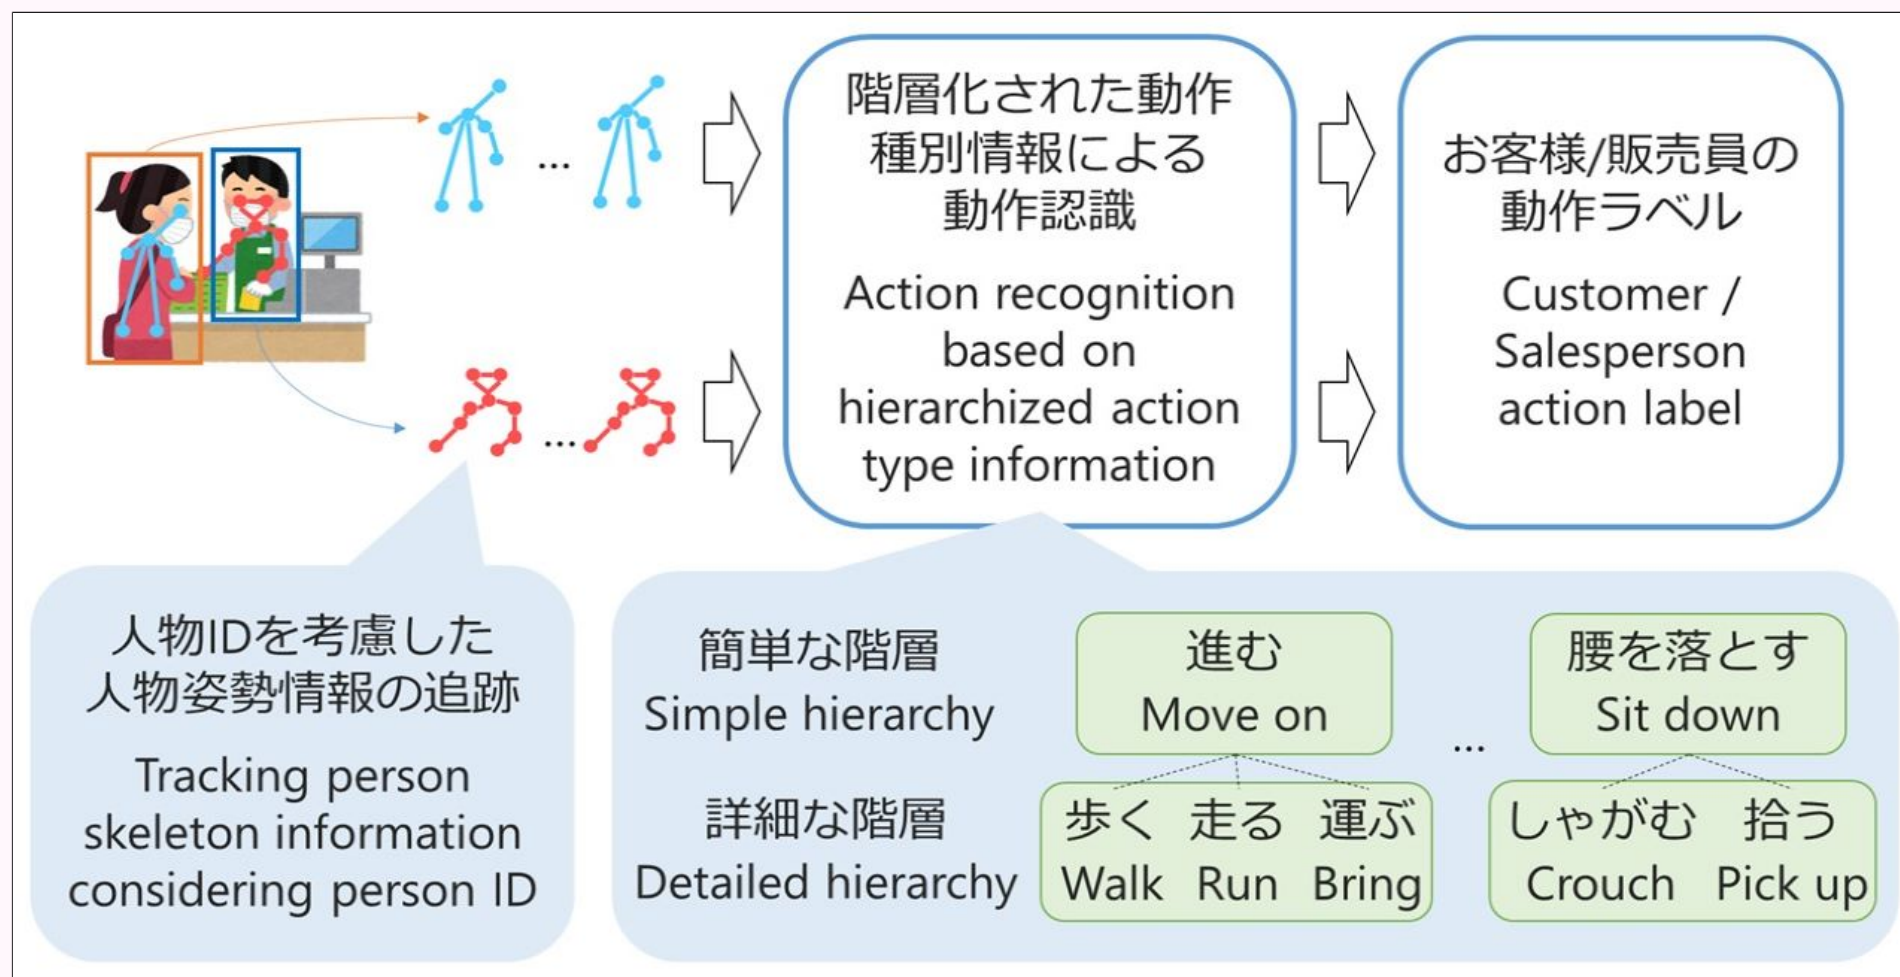 ...
...
階層化された動作
種別情報による
動作認識
Action recognition
based on
hierarchized action
type information
お客様/販売員の
動作ラベル
Customer /
Salesperson
action label
人物IDを考慮した
人物姿勢情報の追跡
Tracking person
skeleton information
considering person ID
簡単な階層
Simple hierarchy
進む
Move on
...
腰を落とす
Sit down
詳細な階層
Detailed hierarchy
歩く 走る 運ぶ
Walk Run Bring
しゃがむ 拾う
Crouch Pick up